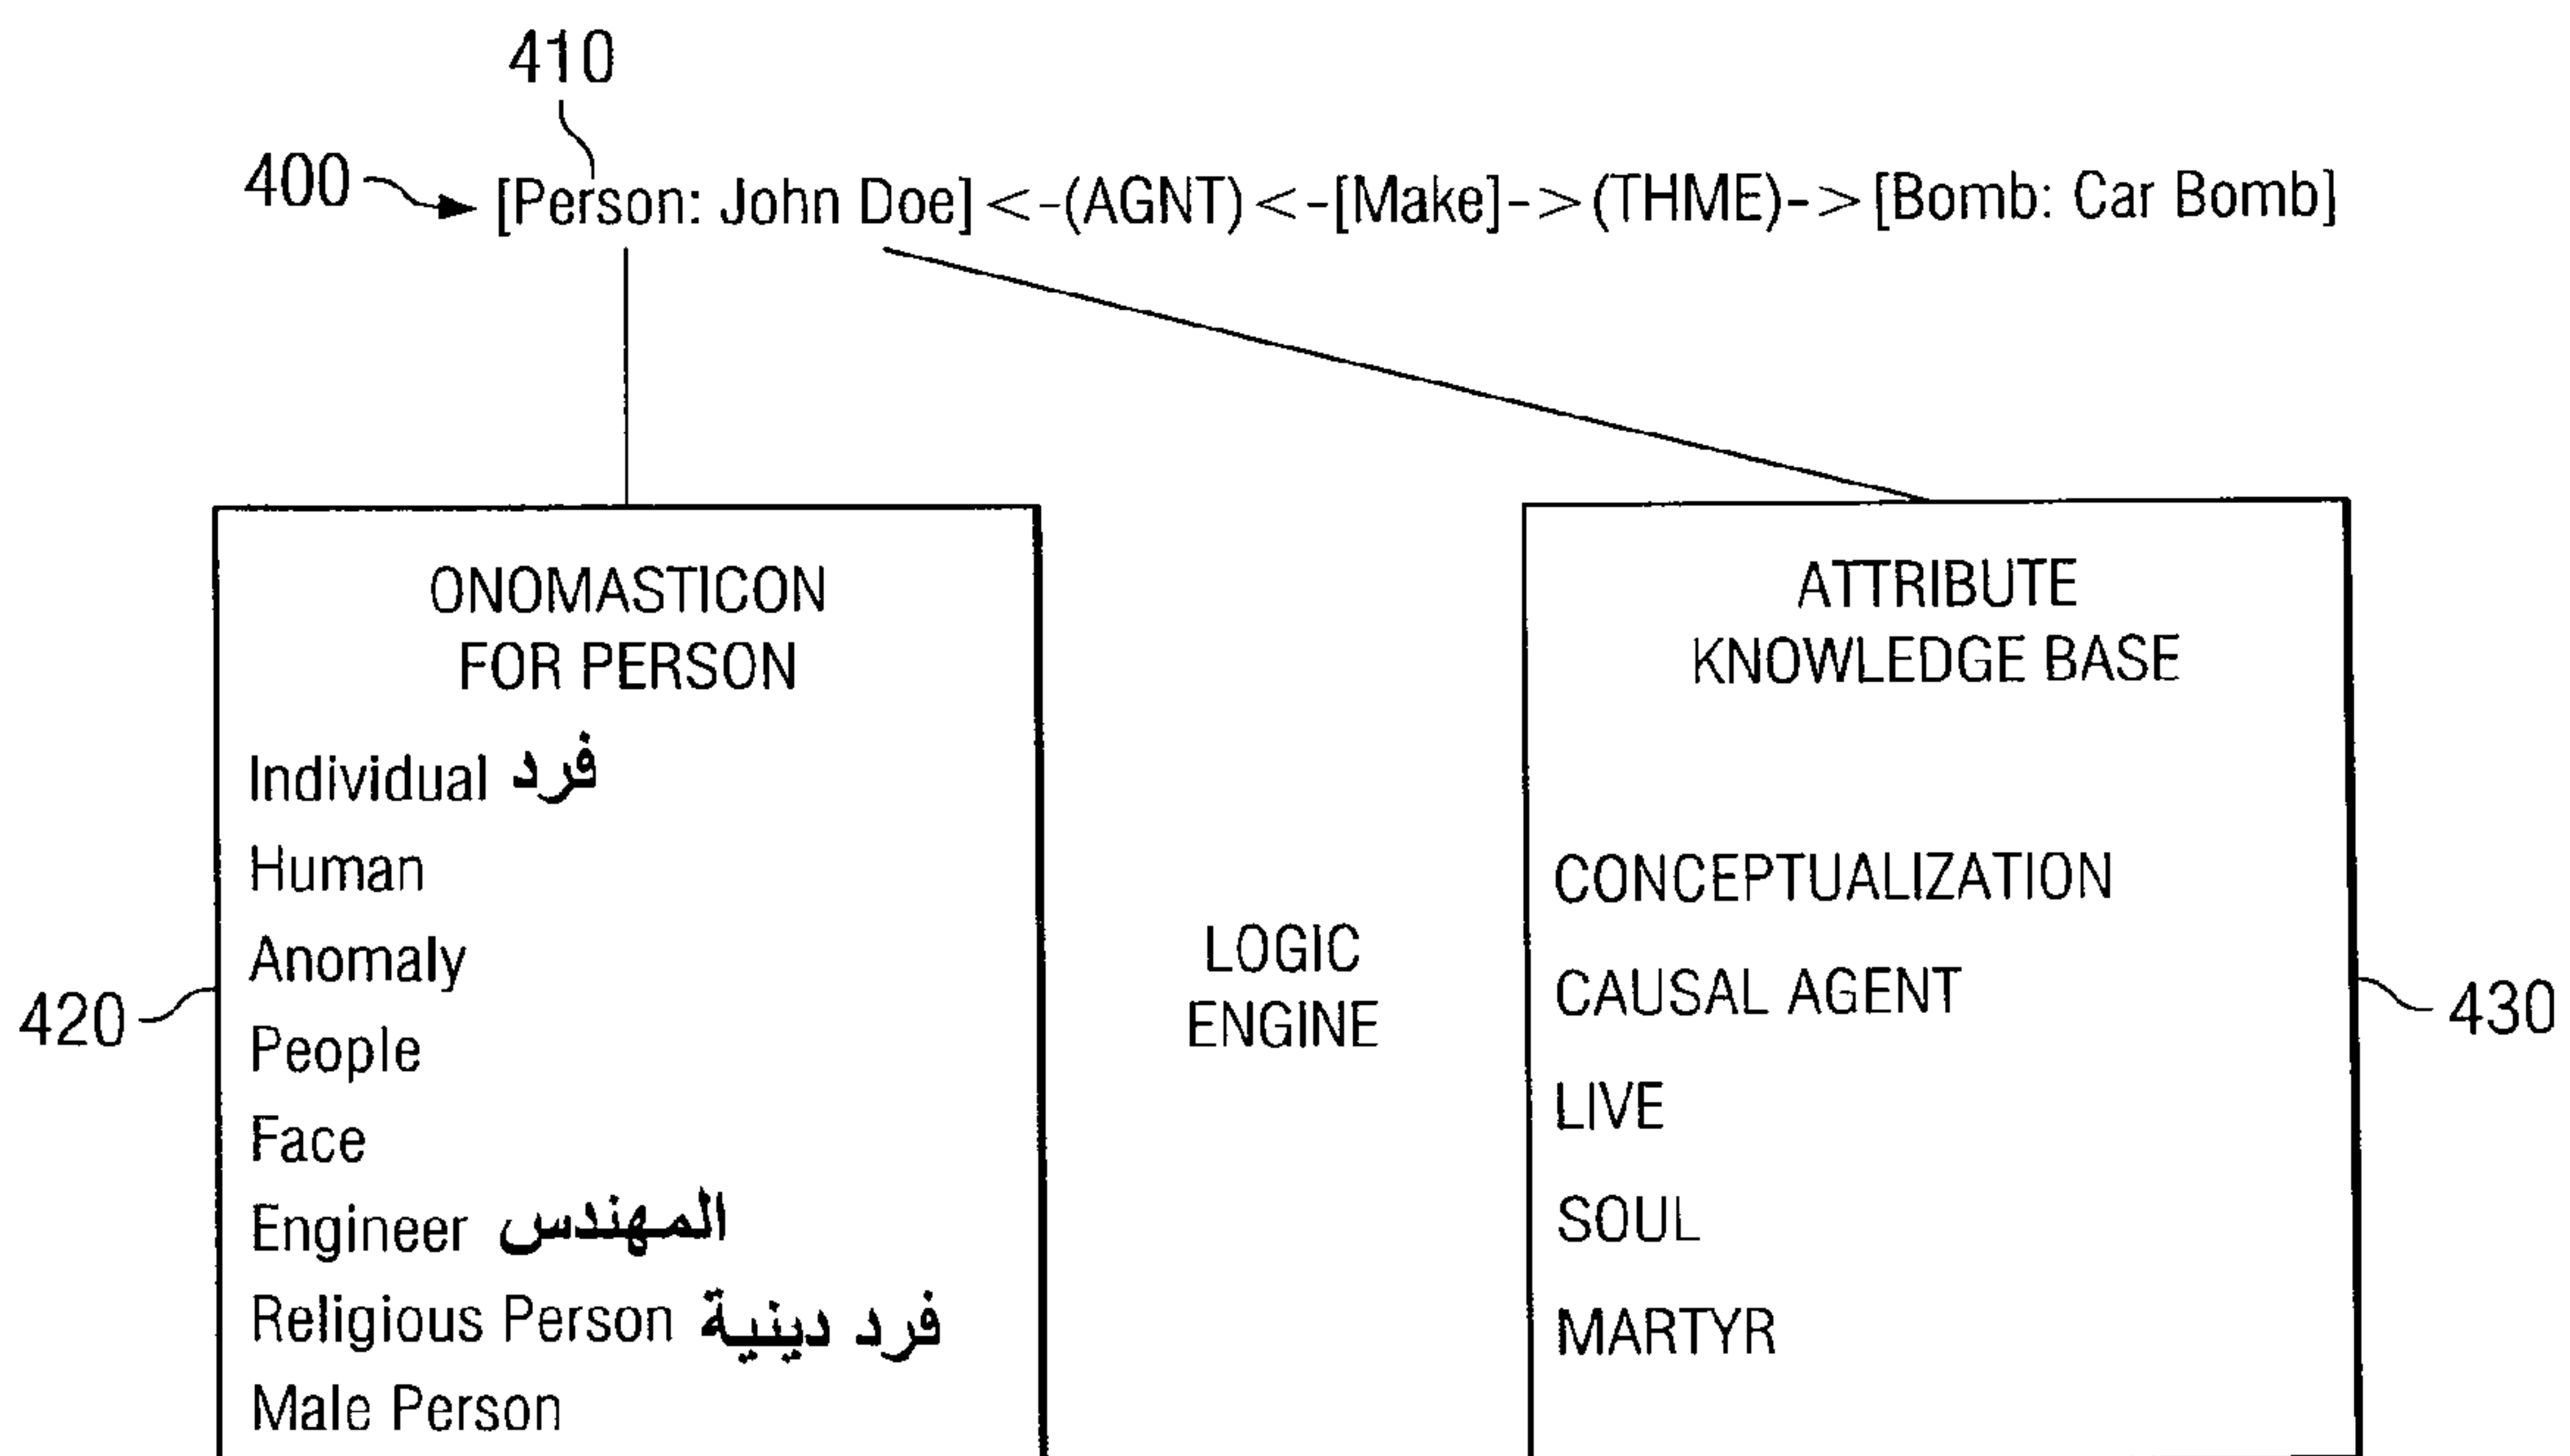 410
400 [Person: John Doe]<-(AGNT)<-[Make]->(THME)->[Bomb: Car Bomb]
ONOMASTICON
FOR PERSON
Individual فرد
Human
Anomaly
People
Face
Engineer المهندس
Religious Person فرد دينية
Male Person
420
LOGIC
ENGINE
ATTRIBUTE
KNOWLEDGE BASE
CONCEPTUALIZATION
CAUSAL AGENT
LIVE
SOUL
MARTYR
430